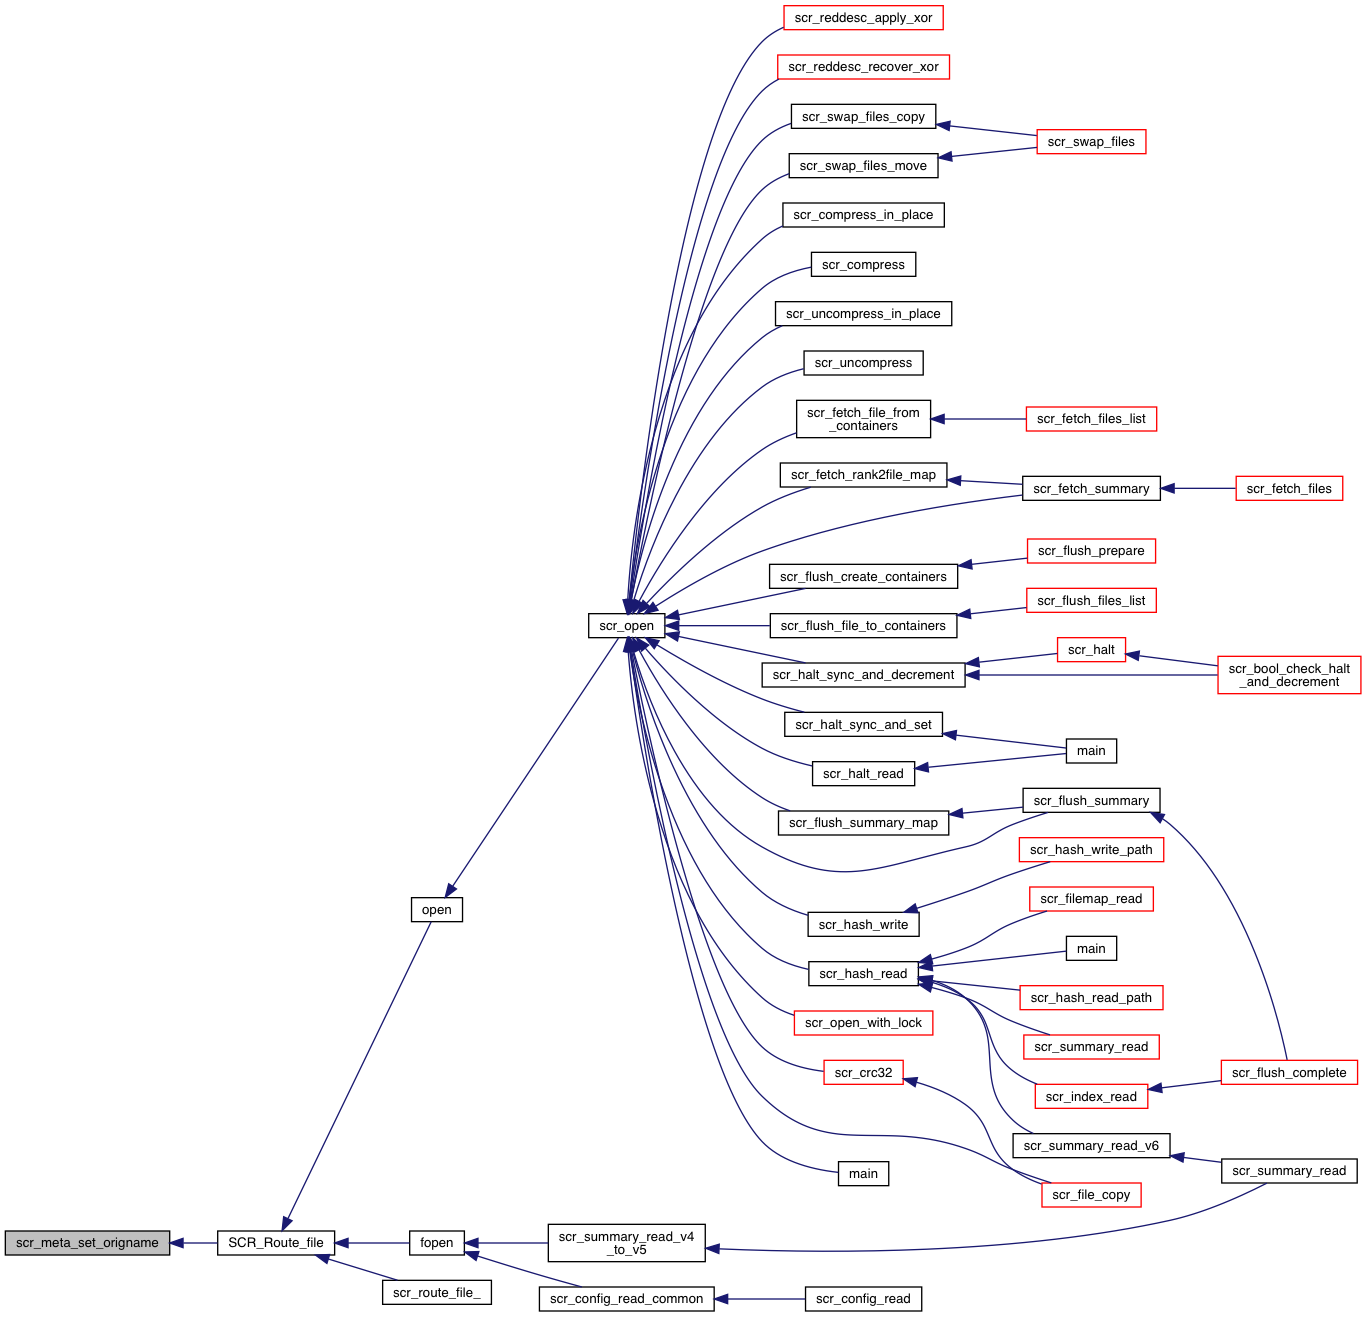 scr_reddesc_apply_xor
scr_reddesc_recover_xor
scr_swap_files_copy
scr_swap_files
scr_swap_files_move
scr_compress_in_place
scr_compress
scr_uncompress_in_place
scr_uncompress
scr_fetch_file_from
_containers
scr_fetch_files_list
scr_fetch_rank2file_map
scr_fetch_summary
scr_fetch_files
scr_flush_prepare
scr_flush_create_containers
scr_flush_files_list
scr_open
scr_flush_file_to_containers
scr_halt
scr_bool_check_halt
_and_decrement
scr_halt_sync_and_decrement
scr_halt_sync_and_set
main
scr_halt_read
scr_flush_summary
scr_flush_summary_map
scr_hash_write_path
scr_filemap_read
open
scr_hash_write
main
scr_hash_read
scr_hash_read_path
scr_open_with_lock
scr_summary_read
scr_crc32
scr_flush_complete
scr_index_read
scr_summary_read_v6
main
scr_summary_read
scr_file_copy
scr_meta_set_origname
SCR_Route_file
fopen
scr_summary_read_v4
_to_v5
scr_route_file_
scr_config_read_common
scr_config_read